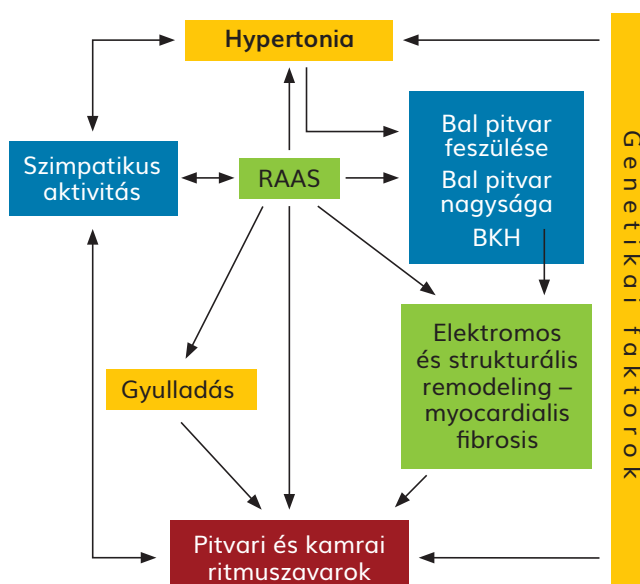 Hypertonia
Szimpatikus
aktivitás
RAAS
Bal pitvar
feszülése
Bal pitvar
nagysága
BKH
Gyulladás
Elektromos
és strukturális
remodeling –
myocardialis
fibrosis
Pitvari és kamrai
ritmuszavarok
Genetikai faktorok